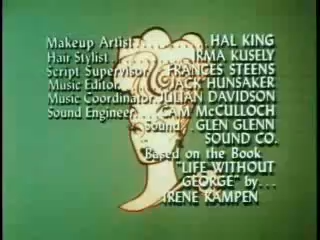 Makeup Artist............HAL KING
Hair Stylist............IRMA KUSELY
Script Supervisor...FRANCES STEENS
Music Editor............JACK HUNSAKER
Music Coordinator.JULIAN DAVIDSON
Sound Engineer......CAM McCULLOCH
Sound...GLEN GLENN
SOUND CO.
Based on the Book
"LIFE WITHOUT
GEORGE" by...
IRENE KAMPEN